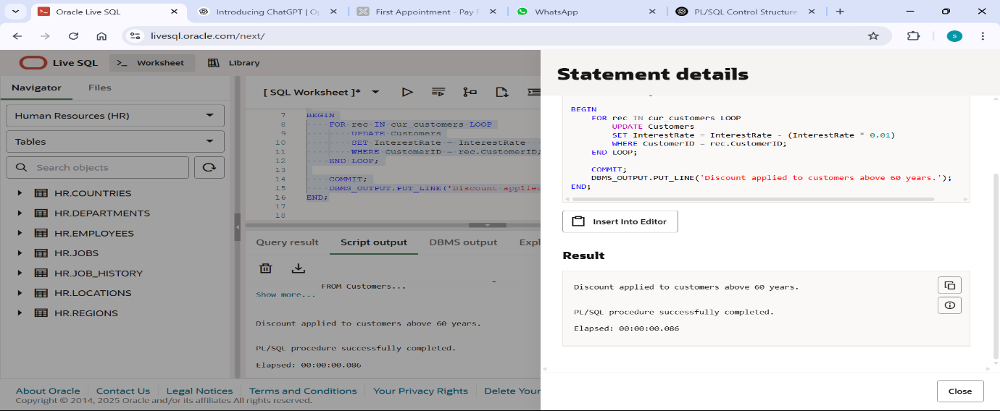 Oracle Live SQL
Introducing ChatGPT | Op
First Appointment - Pay F
WhatsApp
PL/SQL Control Structure
livesql.oracle.com/next/
s
Live SQL
Worksheet
Library
Navigator
Files
Human Resources (HR)
Tables
Search objects
HR.COUNTRIES
HR.DEPARTMENTS
HR.EMPLOYEES
HR.JOBS
HR.JOB_HISTORY
HR.LOCATIONS
HR.REGIONS
[ SQL Worksheet ]*
7 BEGIN
8 FOR rec IN cur_customers LOOP
9 UPDATE Customers
10 SET InterestRate = InterestRate
11 WHERE CustomerID = rec.CustomerID;
12 END LOOP;
13
14 COMMIT;
15 DBMS_OUTPUT.PUT_LINE('Discount applied
16 END;
17
18
Query result
Script output
DBMS output
Expl
FROM Customers...
Show more...
Discount applied to customers above 60 years.
PL/SQL procedure successfully completed.
Elapsed: 00:00:00.086
Statement details
BEGIN
FOR rec IN cur_customers LOOP
UPDATE Customers
SET InterestRate = InterestRate - (InterestRate * 0.01)
WHERE CustomerID = rec.CustomerID;
END LOOP;
COMMIT;
DBMS_OUTPUT.PUT_LINE('Discount applied to customers above 60 years.');
END;
Insert Into Editor
Result
Discount applied to customers above 60 years.
PL/SQL procedure successfully completed.
Elapsed: 00:00:00.086
Close
About Oracle
Contact Us
Legal Notices
Terms and Conditions
Your Privacy Rights
Delete Your
Copyright © 2014, 2025 Oracle and/or its affiliates All rights reserved.